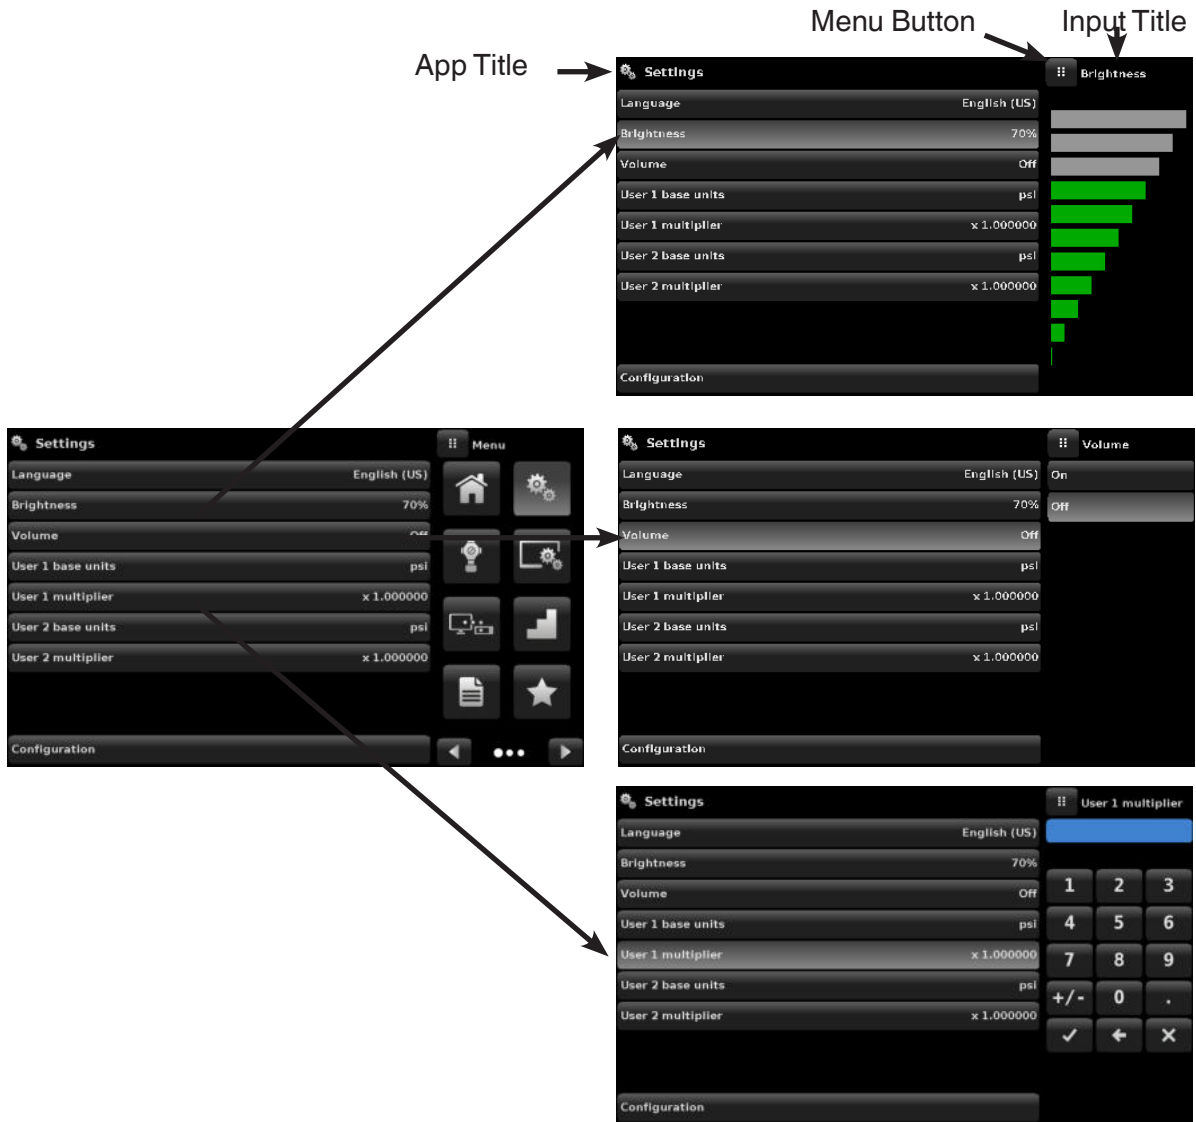 Menu Button
Input Title
App Title
Settings
Brightness
Language English (US)
Brightness 70%
Volume Off
User 1 base units psi
User 1 multiplier x 1.000000
User 2 base units psi
User 2 multiplier x 1.000000
Configuration
Settings
Menu
Language English (US)
Brightness 70%
Volume Off
User 1 base units psi
User 1 multiplier x 1.000000
User 2 base units psi
User 2 multiplier x 1.000000
Configuration
Settings
Volume
Language English (US)
On
Brightness 70%
Off
Volume Off
User 1 base units psi
User 1 multiplier x 1.000000
User 2 base units psi
User 2 multiplier x 1.000000
Configuration
Settings
User 1 multiplier
Language English (US)
Brightness 70%
Volume Off
User 1 base units psi
User 1 multiplier x 1.000000
User 2 base units psi
User 2 multiplier x 1.000000
Configuration
1 2 3
4 5 6
7 8 9
+/- 0 .